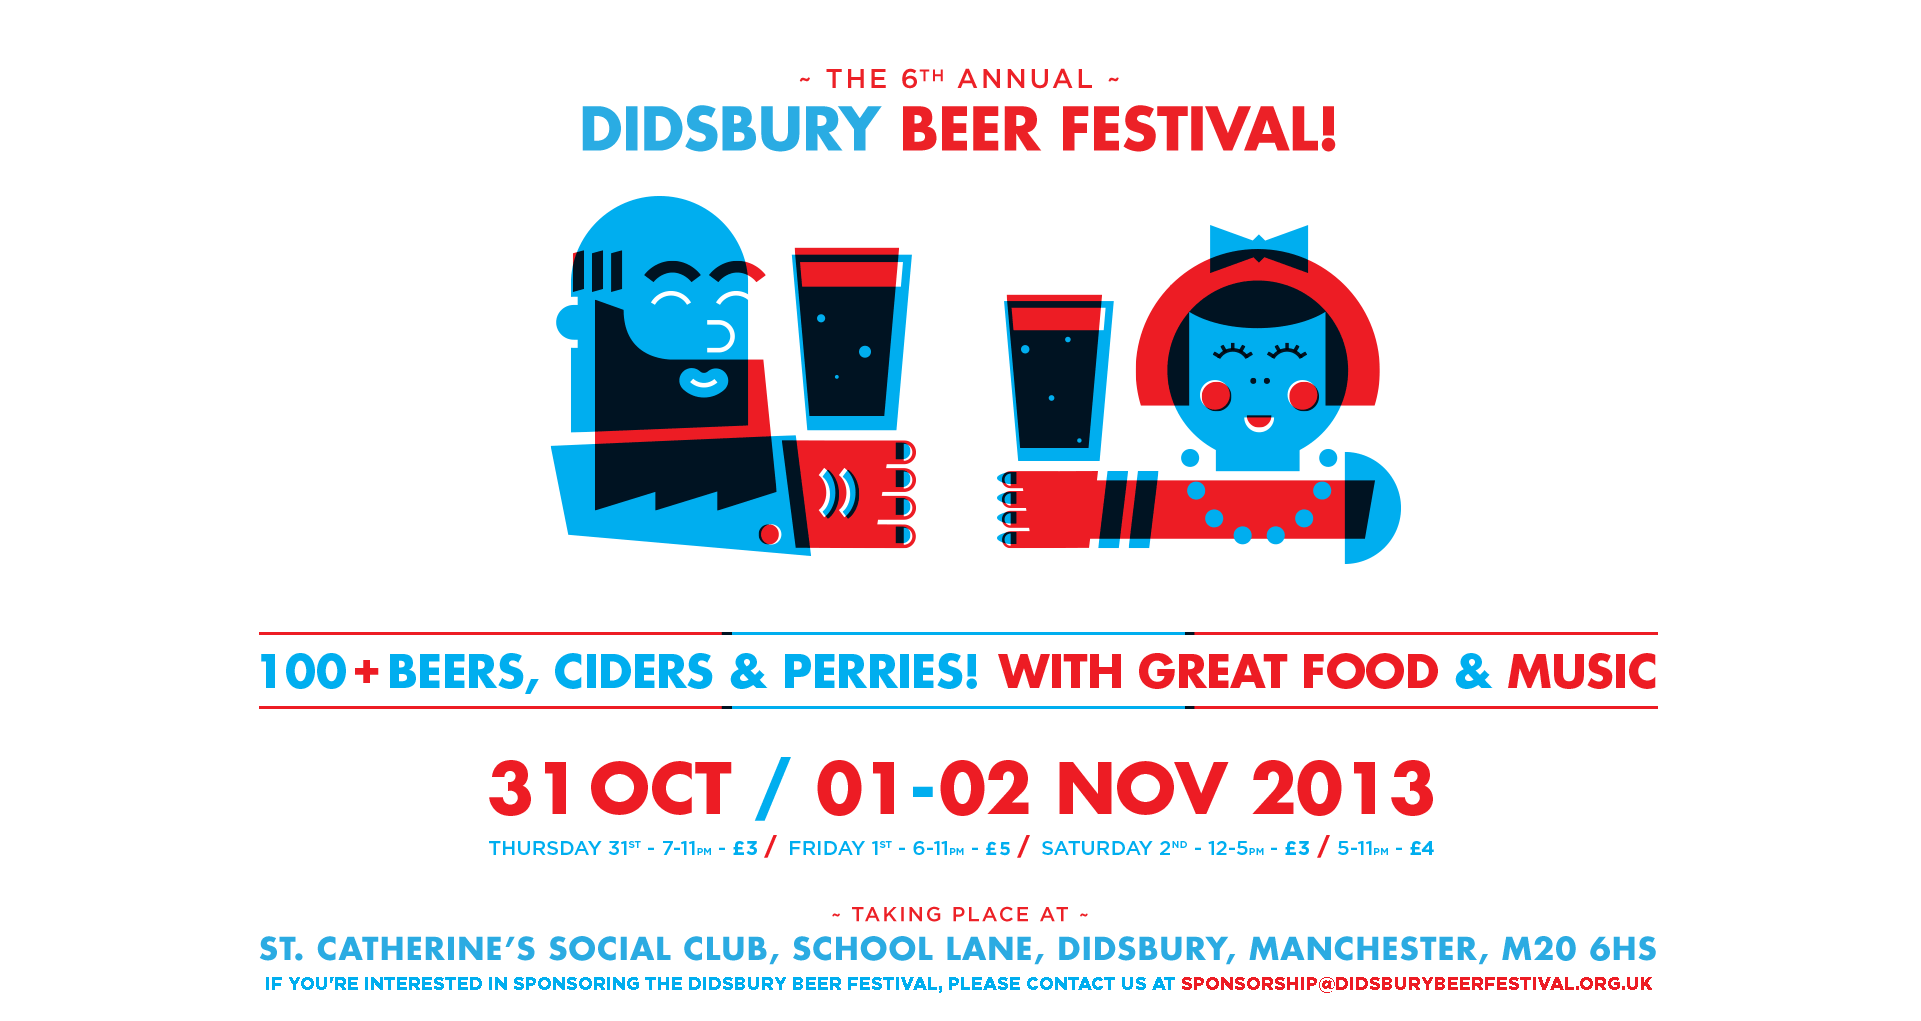 ~ THE 6TH ANNUAL ~
DIDSBURY BEER FESTIVAL!
100+ BEERS, CIDERS & PERRIES! WITH GREAT FOOD & MUSIC
31 OCT / 01-02 NOV 2013
THURSDAY 31ST - 7-11PM - £3 / FRIDAY 1ST - 6-11PM - £5 / SATURDAY 2ND - 12-5PM - £3 / 5-11PM - £4
~ TAKING PLACE AT ~
ST. CATHERINE'S SOCIAL CLUB, SCHOOL LANE, DIDSBURY, MANCHESTER, M20 6HS
IF YOU'RE INTERESTED IN SPONSORING THE DIDSBURY BEER FESTIVAL, PLEASE CONTACT US AT SPONSORSHIP@DIDSBURYBEERFESTIVAL.ORG.UK